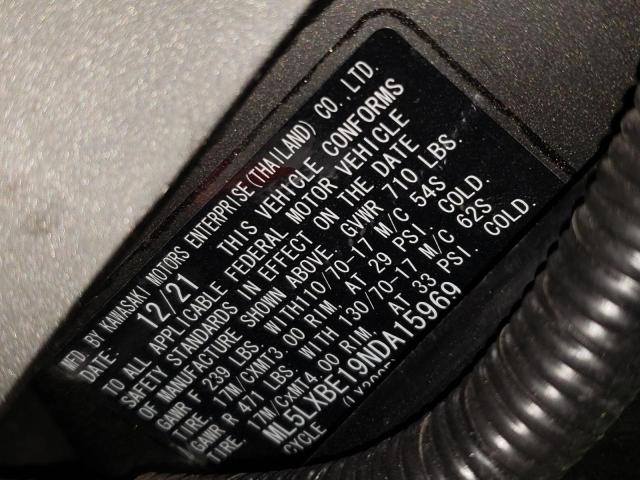 MFD BY KAWASAKI MOTORS ENTERPRISE (THAILAND) CO., LTD.
DATE: 12/21 THIS VEHICLE CONFORMS
TO ALL APPLICABLE FEDERAL MOTOR VEHICLE
SAFETY STANDARDS IN EFFECT ON THE DATE
OF MANUFACTURE SHOWN ABOVE. GVWR 710 LBS.
GAWR F 239 LBS. WITH110/70-17 M/C 54S
TIRE. 17M/CXMT3.00 RIM. AT 29 PSI. COLD.
GAWR R 471 LBS. WITH 130/70-17 M/C 62S
TIRE. 17M/CXMT4.00 RIM. AT 33 PSI. COLD.
ML5LXBE19NDA15969
CYCLE